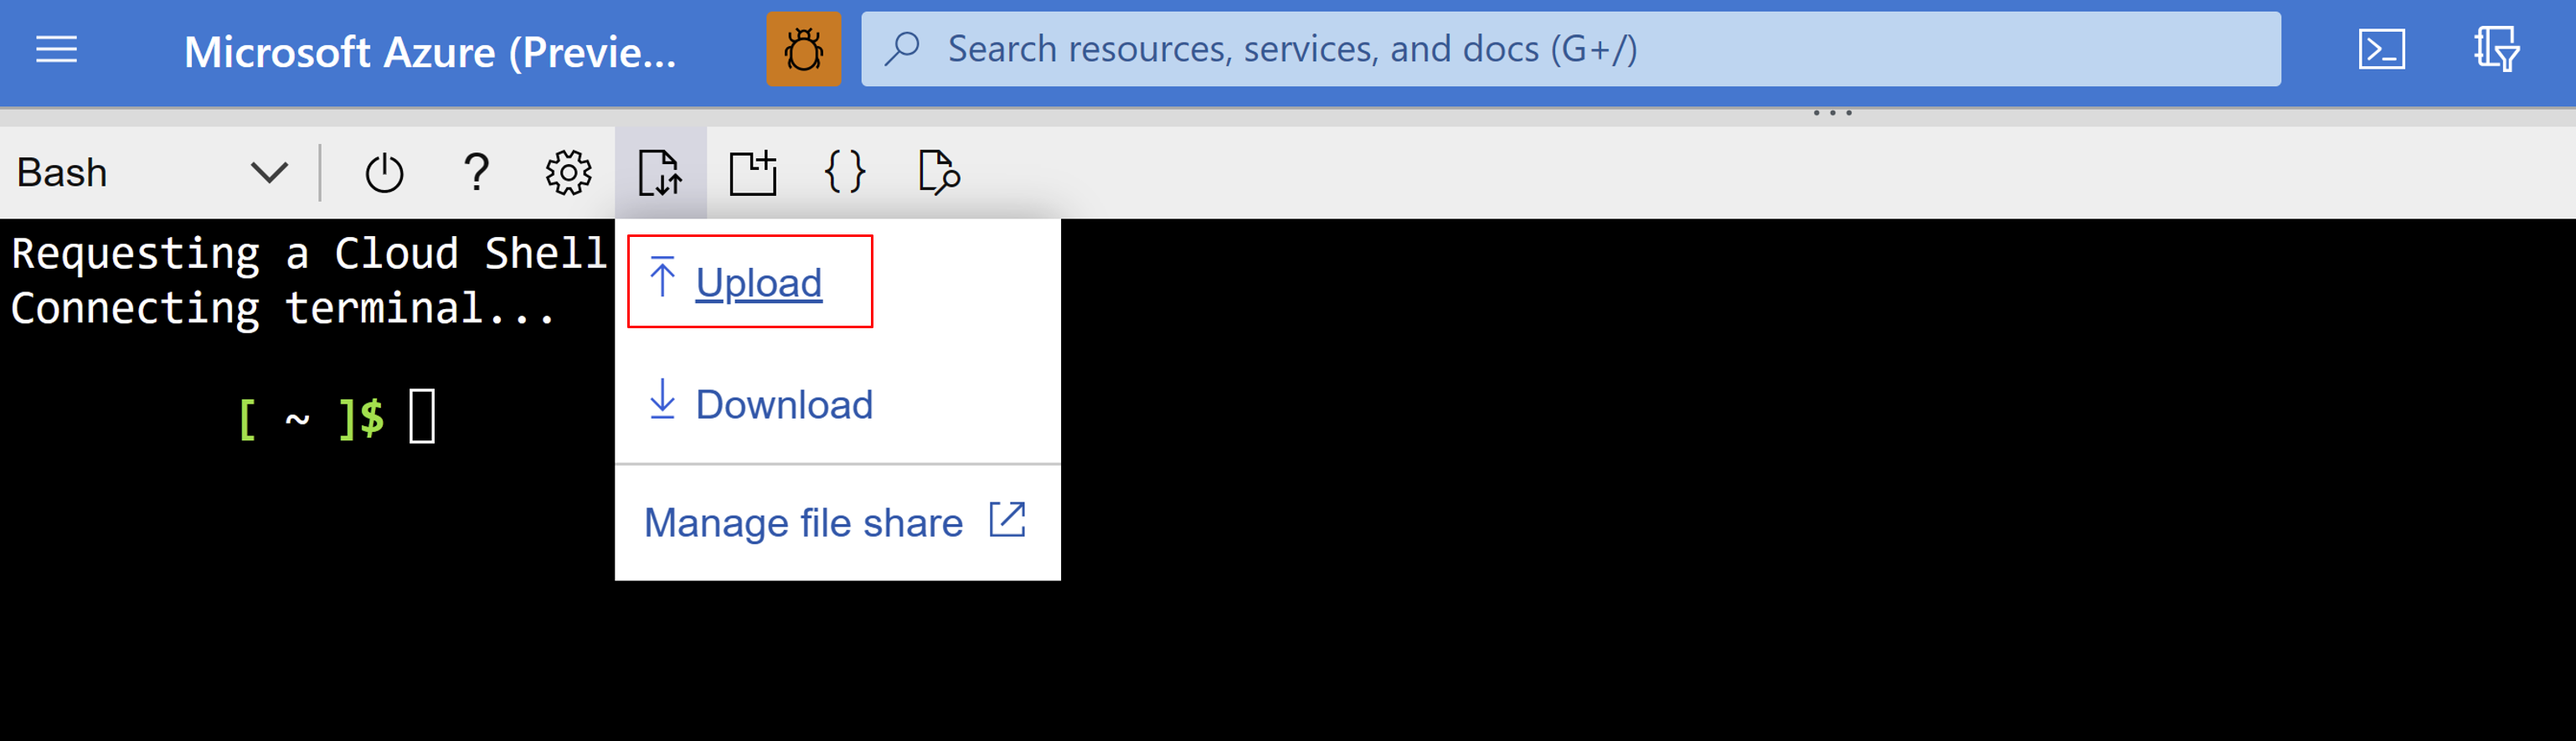 Microsoft Azure (Previe...
Search resources, services, and docs (G+/)
Bash
Requesting a Cloud Shell
Connecting terminal...
[ ~ ]$
Upload
Download
Manage file share